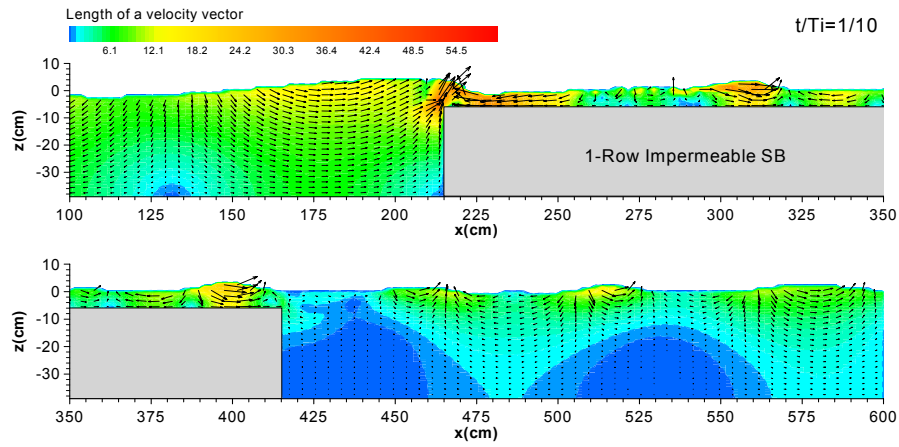 Length of a velocity vector
t/Ti=1/10
6.1 12.1 18.2 24.2 30.3 36.4 42.4 48.5 54.5
10
0
-10
-20
-30
z(cm)
1-Row Impermeable SB
100 125 150 175 200 225 250 275 300 325 350
x(cm)
10
0
-10
-20
-30
z(cm)
350 375 400 425 450 475 500 525 550 575 600
x(cm)